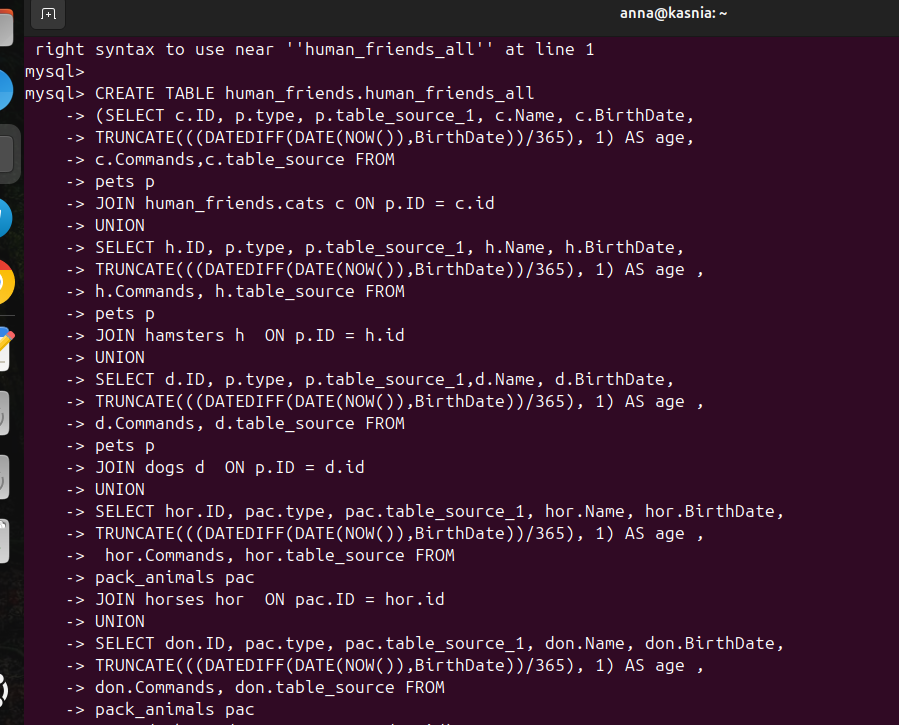 anna@kasnia: ~
right syntax to use near ''human_friends_all'' at line 1
mysql>
mysql> CREATE TABLE human_friends.human_friends_all
-> (SELECT c.ID, p.type, p.table_source_1, c.Name, c.BirthDate,
-> TRUNCATE(((DATEDIFF(DATE(NOW()),BirthDate))/365), 1) AS age,
-> c.Commands,c.table_source FROM
-> pets p
-> JOIN human_friends.cats c ON p.ID = c.id
-> UNION
-> SELECT h.ID, p.type, p.table_source_1, h.Name, h.BirthDate,
-> TRUNCATE(((DATEDIFF(DATE(NOW()),BirthDate))/365), 1) AS age ,
-> h.Commands, h.table_source FROM
-> pets p
-> JOIN hamsters h  ON p.ID = h.id
-> UNION
-> SELECT d.ID, p.type, p.table_source_1,d.Name, d.BirthDate,
-> TRUNCATE(((DATEDIFF(DATE(NOW()),BirthDate))/365), 1) AS age ,
-> d.Commands, d.table_source FROM
-> pets p
-> JOIN dogs d  ON p.ID = d.id
-> UNION
-> SELECT hor.ID, pac.type, pac.table_source_1, hor.Name, hor.BirthDate,
-> TRUNCATE(((DATEDIFF(DATE(NOW()),BirthDate))/365), 1) AS age ,
->  hor.Commands, hor.table_source FROM
-> pack_animals pac
-> JOIN horses hor  ON pac.ID = hor.id
-> UNION
-> SELECT don.ID, pac.type, pac.table_source_1, don.Name, don.BirthDate,
-> TRUNCATE(((DATEDIFF(DATE(NOW()),BirthDate))/365), 1) AS age ,
-> don.Commands, don.table_source FROM
-> pack_animals pac